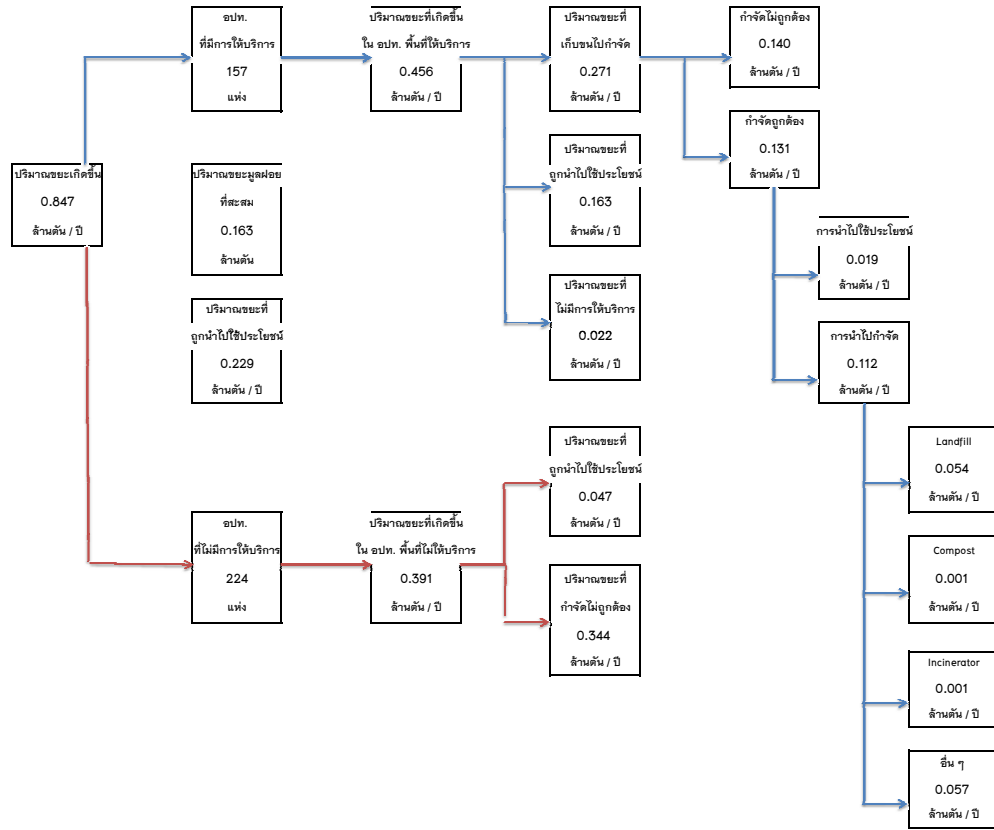 อปท.
ที่มีการให้บริการ
157
แห่ง
ปริมาณขยะที่เกิดขึ้น
ใน อปท. พื้นที่ให้บริการ
0.456
ล้านตัน / ปี
ปริมาณขยะที่
เก็บขนไปกำจัด
0.271
ล้านตัน / ปี
กำจัดไม่ถูกต้อง
0.140
ล้านตัน / ปี
กำจัดถูกต้อง
0.131
ล้านตัน / ปี
ปริมาณขยะเกิดขึ้น
0.847
ล้านตัน / ปี
ปริมาณขยะมูลฝอย
ที่สะสม
0.163
ล้านตัน
ปริมาณขยะที่
ถูกนำไปใช้ประโยชน์
0.163
ล้านตัน / ปี
การนำไปใช้ประโยชน์
0.019
ล้านตัน / ปี
ปริมาณขยะที่
ถูกนำไปใช้ประโยชน์
0.229
ล้านตัน / ปี
ปริมาณขยะที่
ไม่มีการให้บริการ
0.022
ล้านตัน / ปี
การนำไปกำจัด
0.112
ล้านตัน / ปี
ปริมาณขยะที่
ถูกนำไปใช้ประโยชน์
0.047
ล้านตัน / ปี
Landfill
0.054
ล้านตัน / ปี
อปท.
ที่ไม่มีการให้บริการ
224
แห่ง
ปริมาณขยะที่เกิดขึ้น
ใน อปท. พื้นที่ไม่ให้บริการ
0.391
ล้านตัน / ปี
ปริมาณขยะที่
กำจัดไม่ถูกต้อง
0.344
ล้านตัน / ปี
Compost
0.001
ล้านตัน / ปี
Incinerator
0.001
ล้านตัน / ปี
อื่น ๆ
0.057
ล้านตัน / ปี